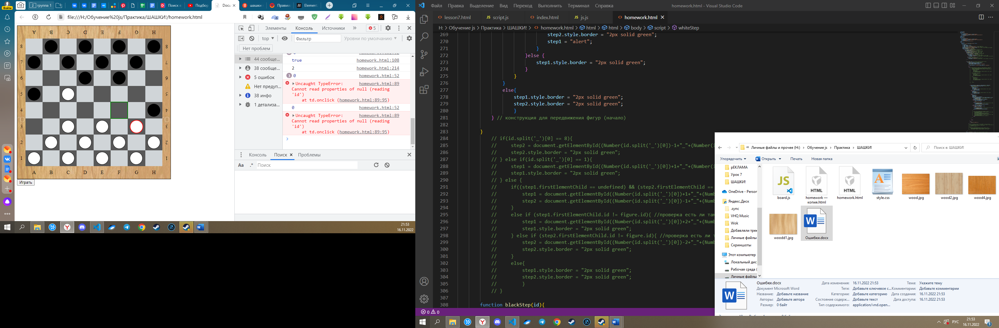 Войти
15
2 группа 1
Поиск в
Подбор
Docu
шашки
Правил
Element.
file:///H:/Обучение%20js/Практика/ШАШКИ!/homework.html
17
A B C D E F G H
8 8
7 7
6 6
5 5
4 4
3 3
2 2
1 1
A B C D E F G H
Играть
Элементы
Консоль
Источники
5
top
Фильтр
Уровни по умолчанию
Нет проблем
44 сообще...
38 сообще...
5 ошибок
Нет предуп...
38 инфо
1 детализа...
true homework.html:108
2 homework.html:214
3 0 homework.html:52
Uncaught TypeError: homework.html:89
Cannot read properties of null (reading
'id')
at td.onclick (homework.html:89:95)
0 homework.html:52
Uncaught TypeError: homework.html:89
Cannot read properties of null (reading
'id')
at td.onclick (homework.html:89:95)
Консоль
Поиск
Проблемы
Aa .* Поиск
21:53
16.11.2022
Файл Правка Выделение Вид Переход Выполнить Терминал Справка
homework.html - Visual Studio Code
lesson7.html
JS script.js
index.html
JS js.js
homework.html
H: > Обучение js > Практика > ШАШКИ! > homework.html > html > html > body > script > whiteStep
269 step2.style.border = "2px solid green";
270 step1 = "alert";
271 }
272 }else {
273 step1.style.border = "2px solid green";
274 }
275 }
276 }
277 else{
278 step1.style.border = "2px solid green";
279 step2.style.border = "2px solid green";
280 }
281 } // конструкция для передвижения фигур (начало)
282
283 }
284 // if(id.split('_')[0] == 8){
285 // step2 = document.getElementById((Number(id.split('_')[0])-1+"_"+(Number(i
286 // step2.style.border = "2px solid green";
287 // } else if(id.split('_')[0] == 1){
288 // step1 = document.getElementById((Number(id.split('_')[0])+1+"_"+(Number(i
289 // step1.style.border = "2px solid green";
290 // } else {
291 // if((step1.firstElementChild == undefined) && (step2.firstElementChild ==
292 // step1 = document.getElementById((Number(id.split('_')[0])+1+"_"+(Num
293 // step2 = document.getElementById((Number(id.split('_')[0])-1+"_"+(Num
294 // }
295 // else if (step1.firstElementChild.id != figure.id){ //проверка есть ли там
296 // step1 = document.getElementById((Number(id.split('_')[0])+2+"_"+(Num
297 // step1.style.border = "2px solid green";
298 // } else if (step2.firstElementChild.id != figure.id){ //проверка есть ли т
299 // step2 = document.getElementById((Number(id.split('_')[0])-2+"_"+(Numb
300 // step2.style.border = "2px solid green";
301 // }
302 // else{
303 // step1.style.border = "2px solid green";
304 // step2.style.border = "2px solid green";
305 // }
306 // }
307
308 function blackStep(id){
0 0
« Личные файлы и прочее (H:) > Обучение js > Практика > ШАШКИ!
Поиск в: ШАШКИ!
Упорядочить
Открыть
Печать
Новая папка
рЕКЛАМА
Урок 7
ШАШКИ!
OneDrive - Person
Яндекс.Диск
.sync
VHQ Music
Wok
Добавляли трек
Личные файлы
Скриншоты
Этот компьютер
Локальный дис
Рабочая среда (
Личные файлы
board.js
homework — копия.html
homework.html
style.css
wood.jpg
wood2.jpg
wood4.jpg
woodd1.jpg
Ошибки.docx
Ошибки.docx
Документ Microsoft Word
Название: Добавьте название
Авторы: Добавьте автора
Размер: 0 байт
Дата изменения: 16.11.2022 21:53
Теги: Добавьте ключевое с...
Категории: Добавьте категорию
Состояние содерж... Добавьте текст
Тип содержимого: application/vnd.open...
Тема: Укажите тему
Комментарии: Добавьте комментарии
Дата создания: 16.11.2022 21:53
Дата доступа: 16.11.2022 21:53
РУС
21:53
16.11.2022
3